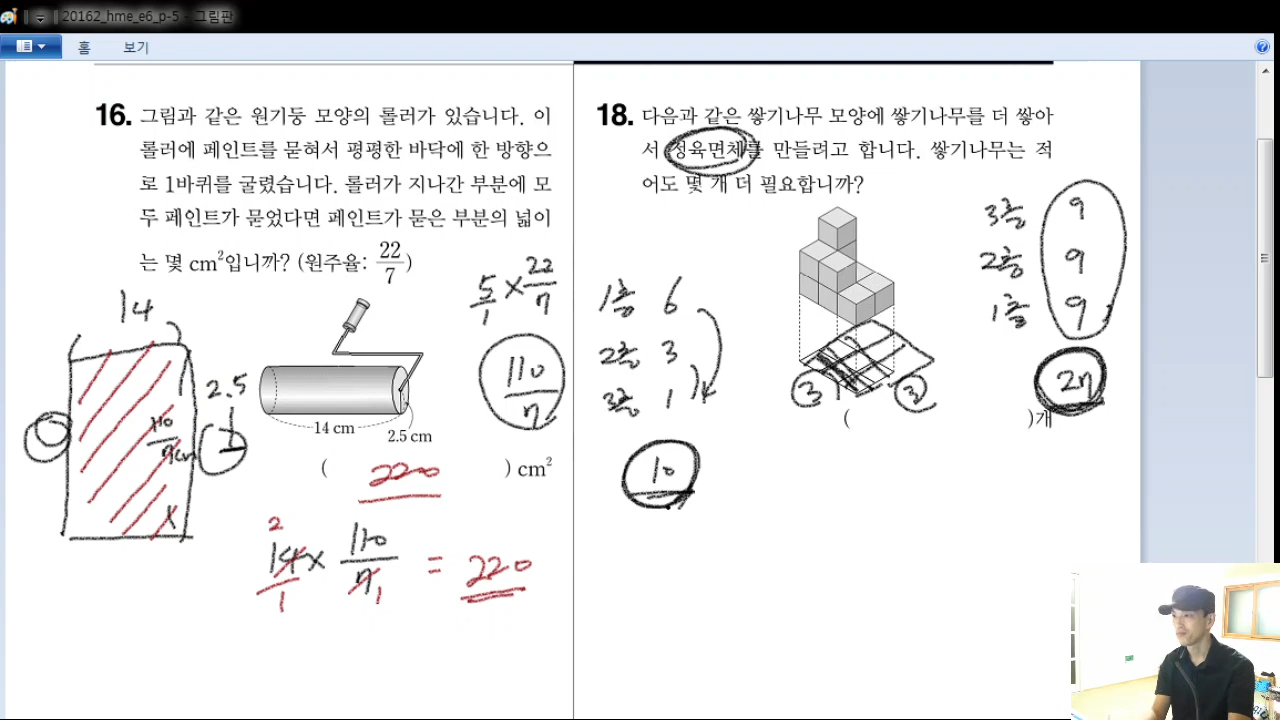 20162_hme_e6_p-5 - 그림판
홈 보기
16. 그림과 같은 원기둥 모양의 롤러가 있습니다. 이
롤러에 페인트를 묻혀서 평평한 바닥에 한 방향으
로 1바퀴를 굴렸습니다. 롤러가 지나간 부분에 모
두 페인트가 묻었다면 페인트가 묻은 부분의 넓이
는 몇 cm²입니까? (원주율: 22/7)
14
5/1 × 22/7
110/7
2.5
110/7 cm
14 cm
2.5 cm
( 220 ) cm²
2
14/1 × 110/7 = 220
1
18. 다음과 같은 쌓기나무 모양에 쌓기나무를 더 쌓아
서 정육면체를 만들려고 합니다. 쌓기나무는 적
어도 몇 개 더 필요합니까?
3층 9
2층 9
1층 9
27
1층 6
2층 3
3층 1
10
3 3
( )개